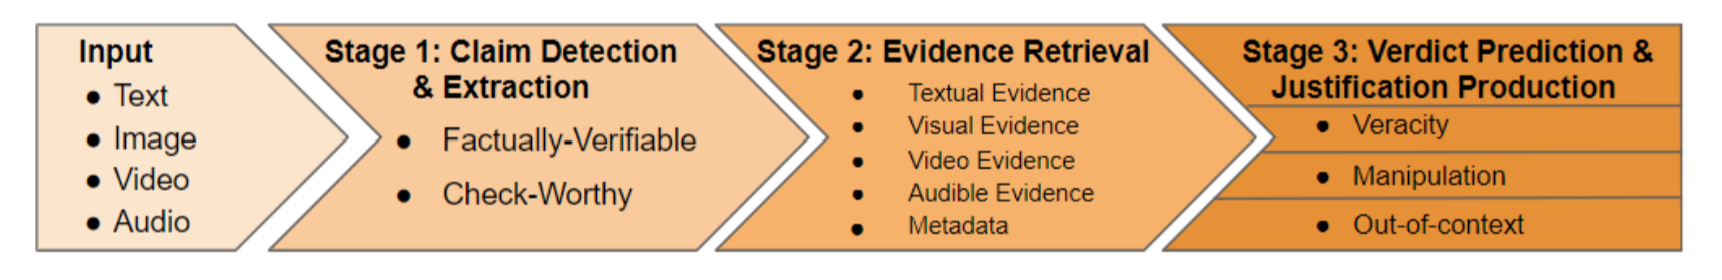 Input
● Text
● Image
● Video
● Audio
Stage 1: Claim Detection
& Extraction
● Factually-Verifiable
● Check-Worthy
Stage 2: Evidence Retrieval
● Textual Evidence
● Visual Evidence
● Video Evidence
● Audible Evidence
● Metadata
Stage 3: Verdict Prediction &
Justification Production
● Veracity
● Manipulation
● Out-of-context